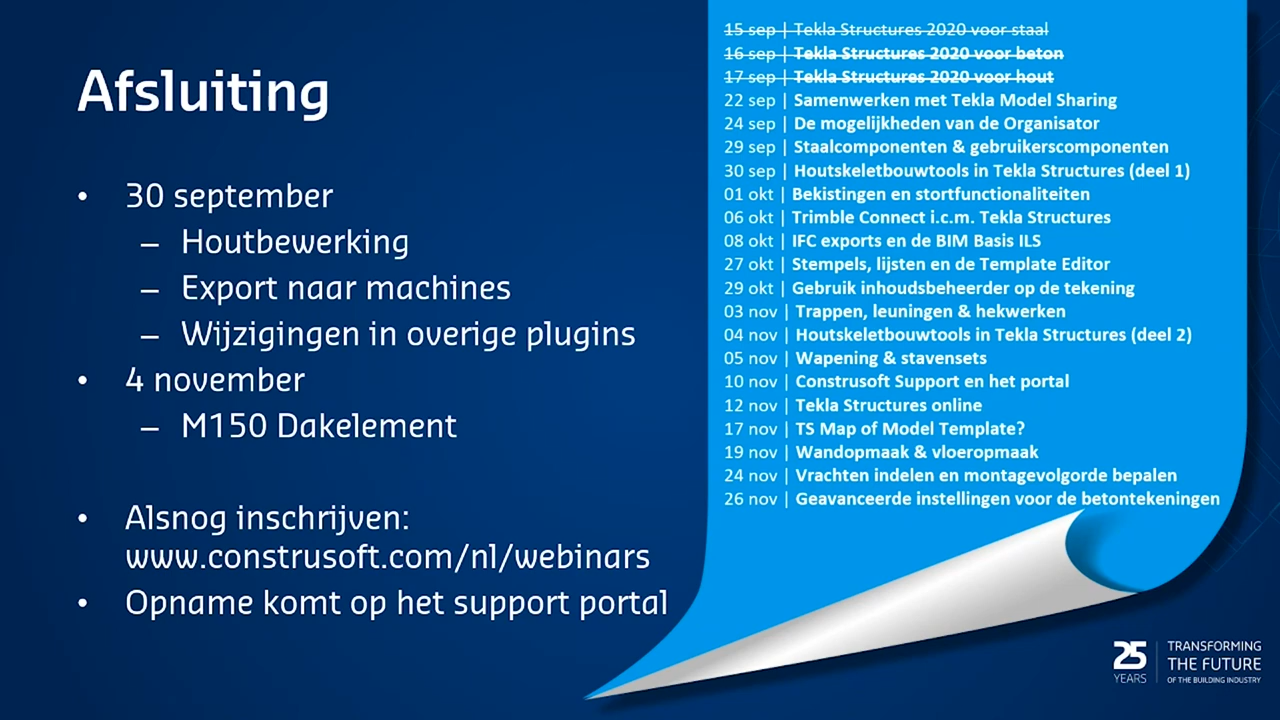 Afsluiting
• 30 september
– Houtbewerking
– Export naar machines
– Wijzigingen in overige plugins
• 4 november
– M150 Dakelement
• Alsnog inschrijven:
www.construsoft.com/nl/webinars
• Opname komt op het support portal
15 sep | Tekla Structures 2020 voor staal
16 sep | Tekla Structures 2020 voor beton
17 sep | Tekla Structures 2020 voor hout
22 sep | Samenwerken met Tekla Model Sharing
24 sep | De mogelijkheden van de Organisator
29 sep | Staalcomponenten & gebruikerscomponenten
30 sep | Houtskeletbouwtools in Tekla Structures (deel 1)
01 okt | Bekistingen en stortfunctionaliteiten
06 okt | Trimble Connect i.c.m. Tekla Structures
08 okt | IFC exports en de BIM Basis ILS
27 okt | Stempels, lijsten en de Template Editor
29 okt | Gebruik inhoudsbeheerder op de tekening
03 nov | Trappen, leuningen & hekwerken
04 nov | Houtskeletbouwtools in Tekla Structures (deel 2)
05 nov | Wapening & stavensets
10 nov | Construsoft Support en het portal
12 nov | Tekla Structures online
17 nov | TS Map of Model Template?
19 nov | Wandopmaak & vloeropmaak
24 nov | Vrachten indelen en montagevolgorde bepalen
26 nov | Geavanceerde instellingen voor de betontekeningen
25 YEARS
TRANSFORMING
THE FUTURE
OF THE BUILDING INDUSTRY